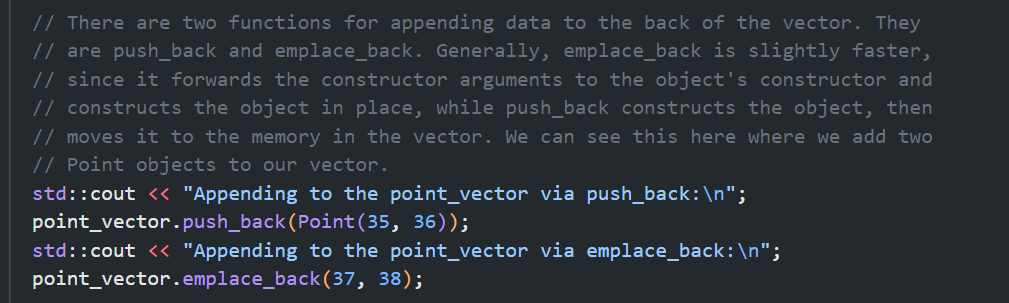 // There are two functions for appending data to the back of the vector. They
// are push_back and emplace_back. Generally, emplace_back is slightly faster,
// since it forwards the constructor arguments to the object's constructor and
// constructs the object in place, while push_back constructs the object, then
// moves it to the memory in the vector. We can see this here where we add two
// Point objects to our vector.
std::cout << "Appending to the point_vector via push_back:\n";
point_vector.push_back(Point(35, 36));
std::cout << "Appending to the point_vector via emplace_back:\n";
point_vector.emplace_back(37, 38);